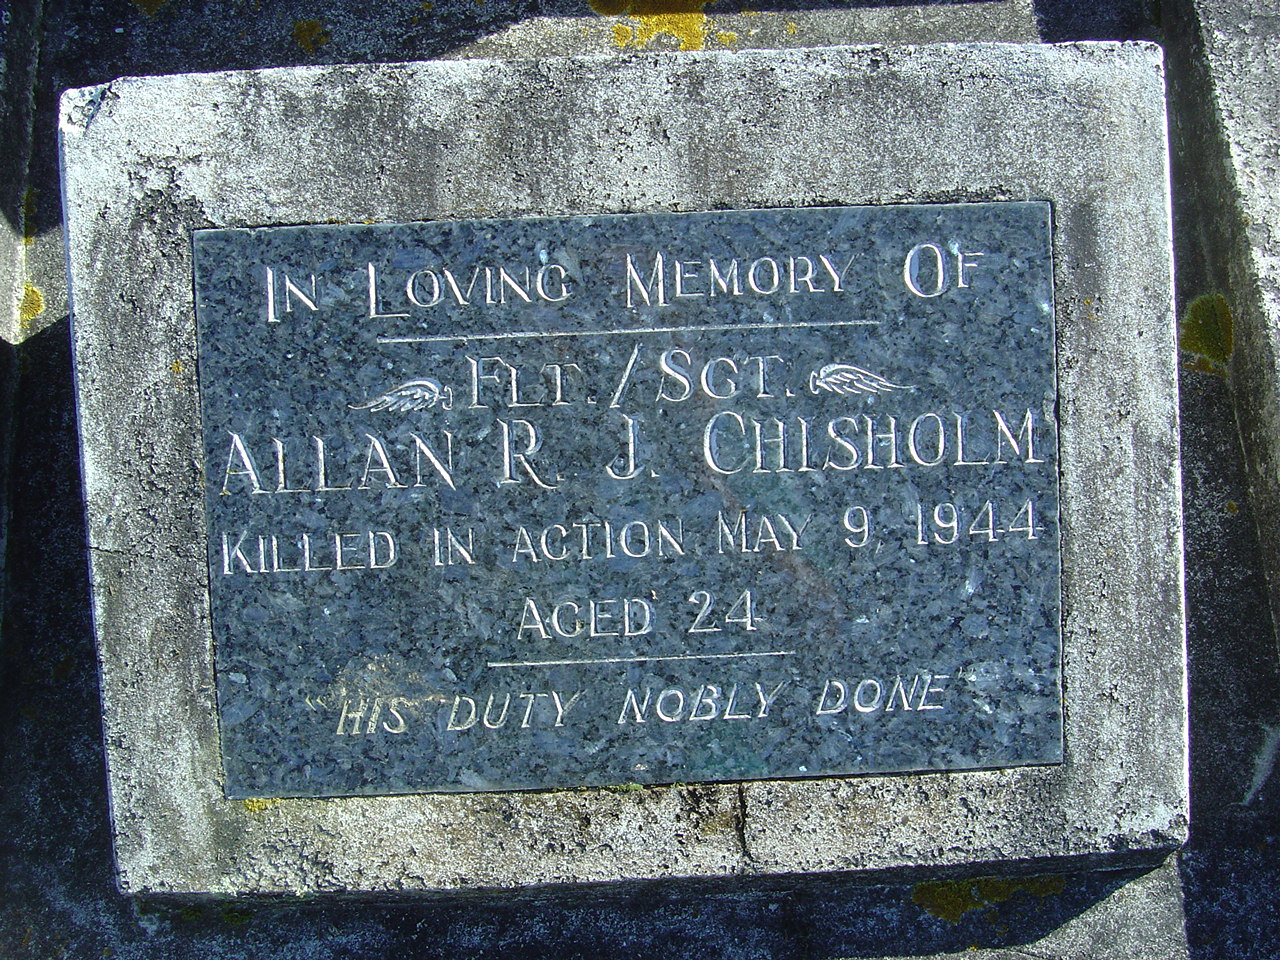 IN LOVING MEMORY OF
FLT./SGT.
ALLAN R. J. CHISHOLM
KILLED IN ACTION MAY 9, 1944
AGED 24
"HIS DUTY NOBLY DONE"